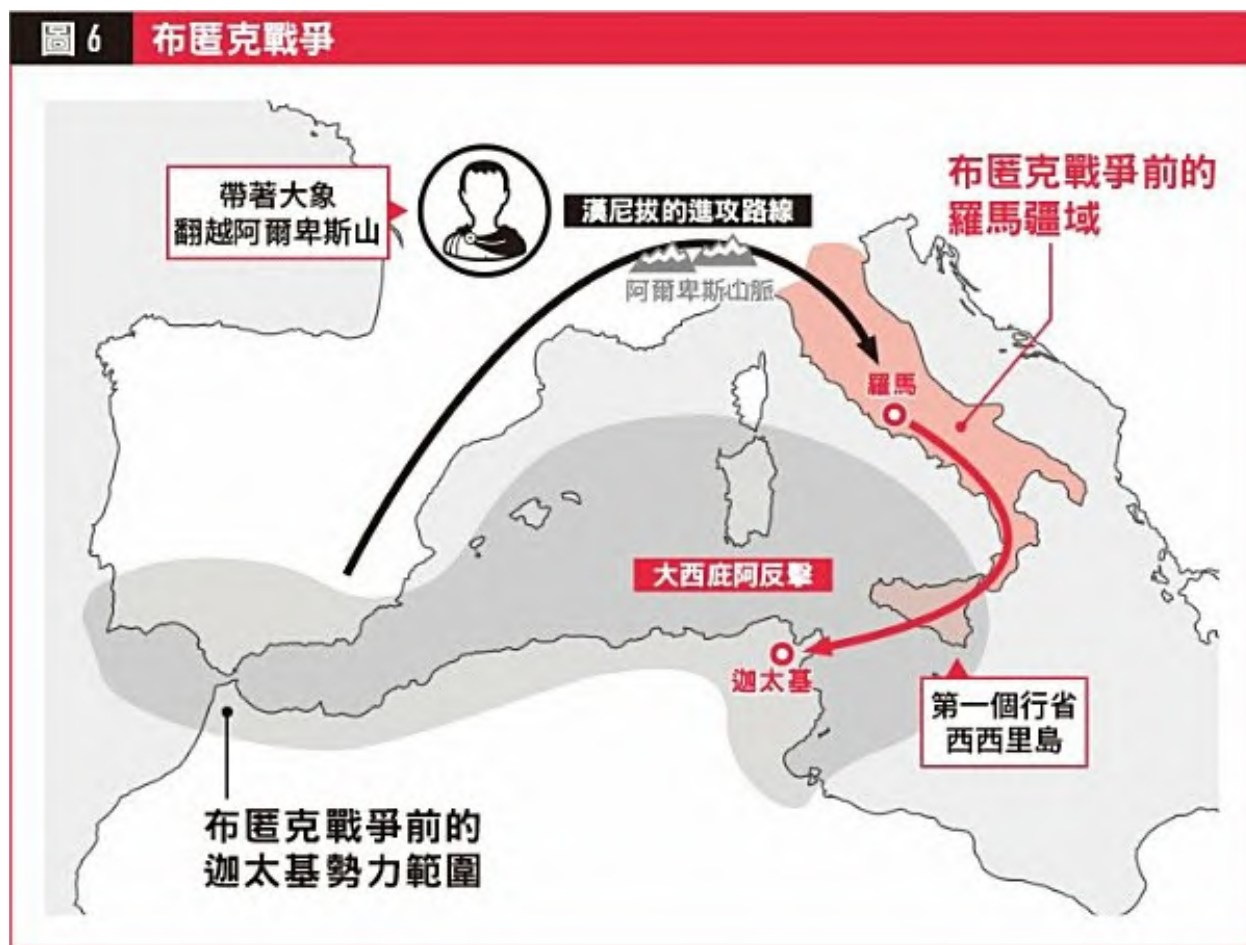 圖 6 布匿克戰爭
帶著大象
翻越阿爾卑斯山
漢尼拔的進攻路線
阿爾卑斯山脈
布匿克戰爭前的
羅馬疆域
羅馬
大西庇阿反擊
迦太基
第一個行省
西西里島
布匿克戰爭前的
迦太基勢力範圍